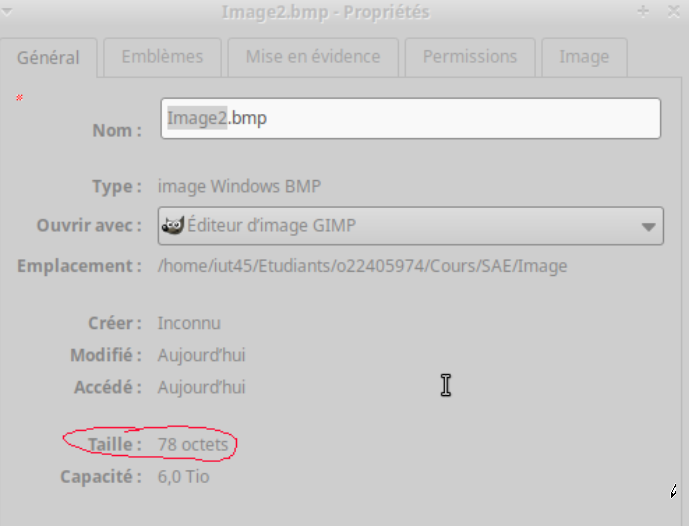 Image2.bmp - Propriétés
Général Emblèmes Mise en évidence Permissions Image
Nom : Image2.bmp
Type : image Windows BMP
Ouvrir avec : Éditeur d'image GIMP
Emplacement : /home/iut45/Etudiants/o22405974/Cours/SAE/Image
Créer : Inconnu
Modifié : Aujourd'hui
Accédé : Aujourd'hui
Taille : 78 octets
Capacité : 6,0 Tio